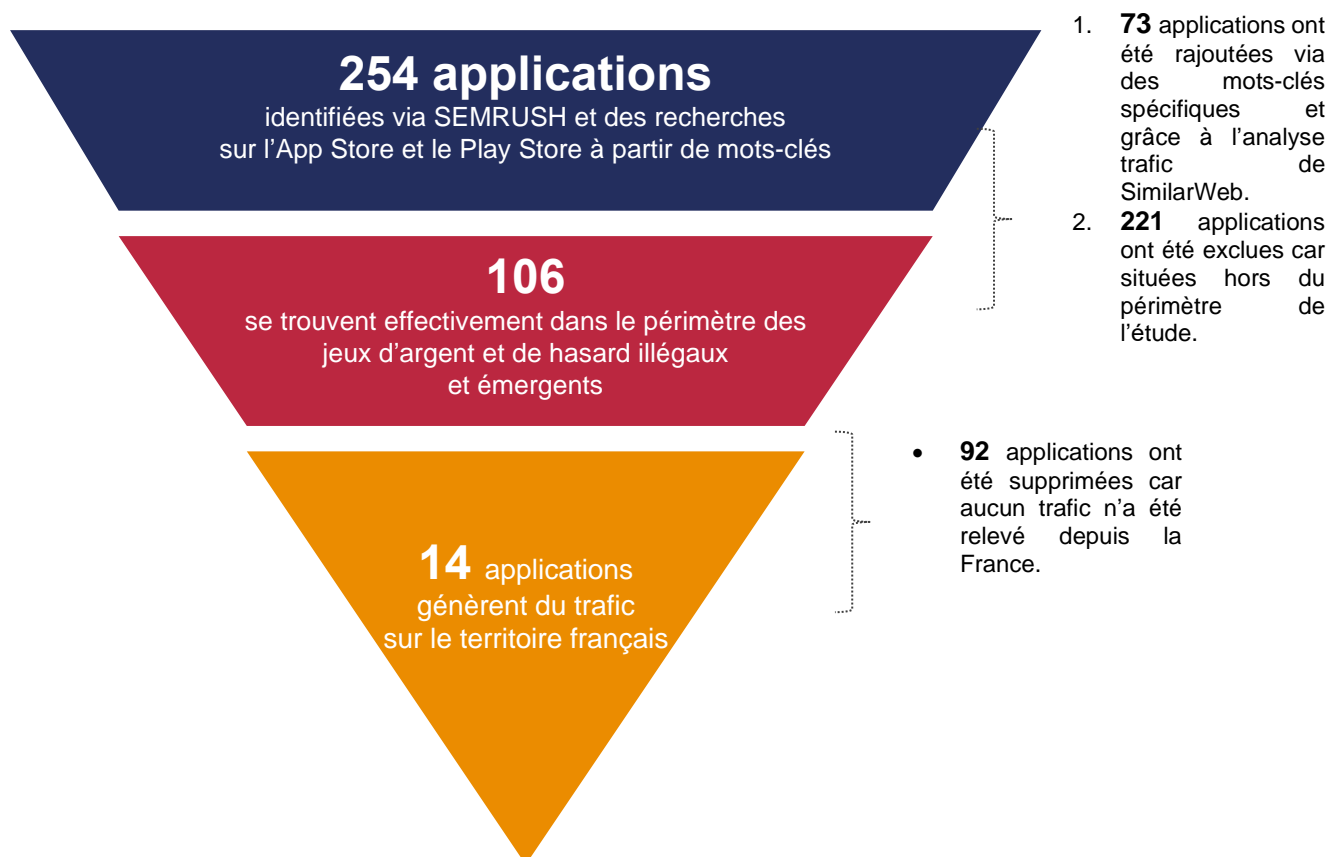 254 applications
identifiées via SEMRUSH et des recherches
sur l'App Store et le Play Store à partir de mots-clés
1. 73 applications ont
été rajoutées via
des mots-clés
spécifiques et
grâce à l'analyse
trafic de
SimilarWeb.
2. 221 applications
ont été exclues car
situées hors du
périmètre de
l'étude.
106
se trouvent effectivement dans le périmètre des
jeux d'argent et de hasard illégaux
et émergents
• 92 applications ont
été supprimées car
aucun trafic n'a été
relevé depuis la
France.
14 applications
génèrent du trafic
sur le territoire français